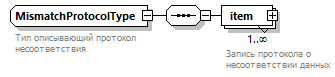 MismatchProtocolType
item
1..∞
Тип описывающий протокол
несоответствия
Запись протокола о
несоответствии данных